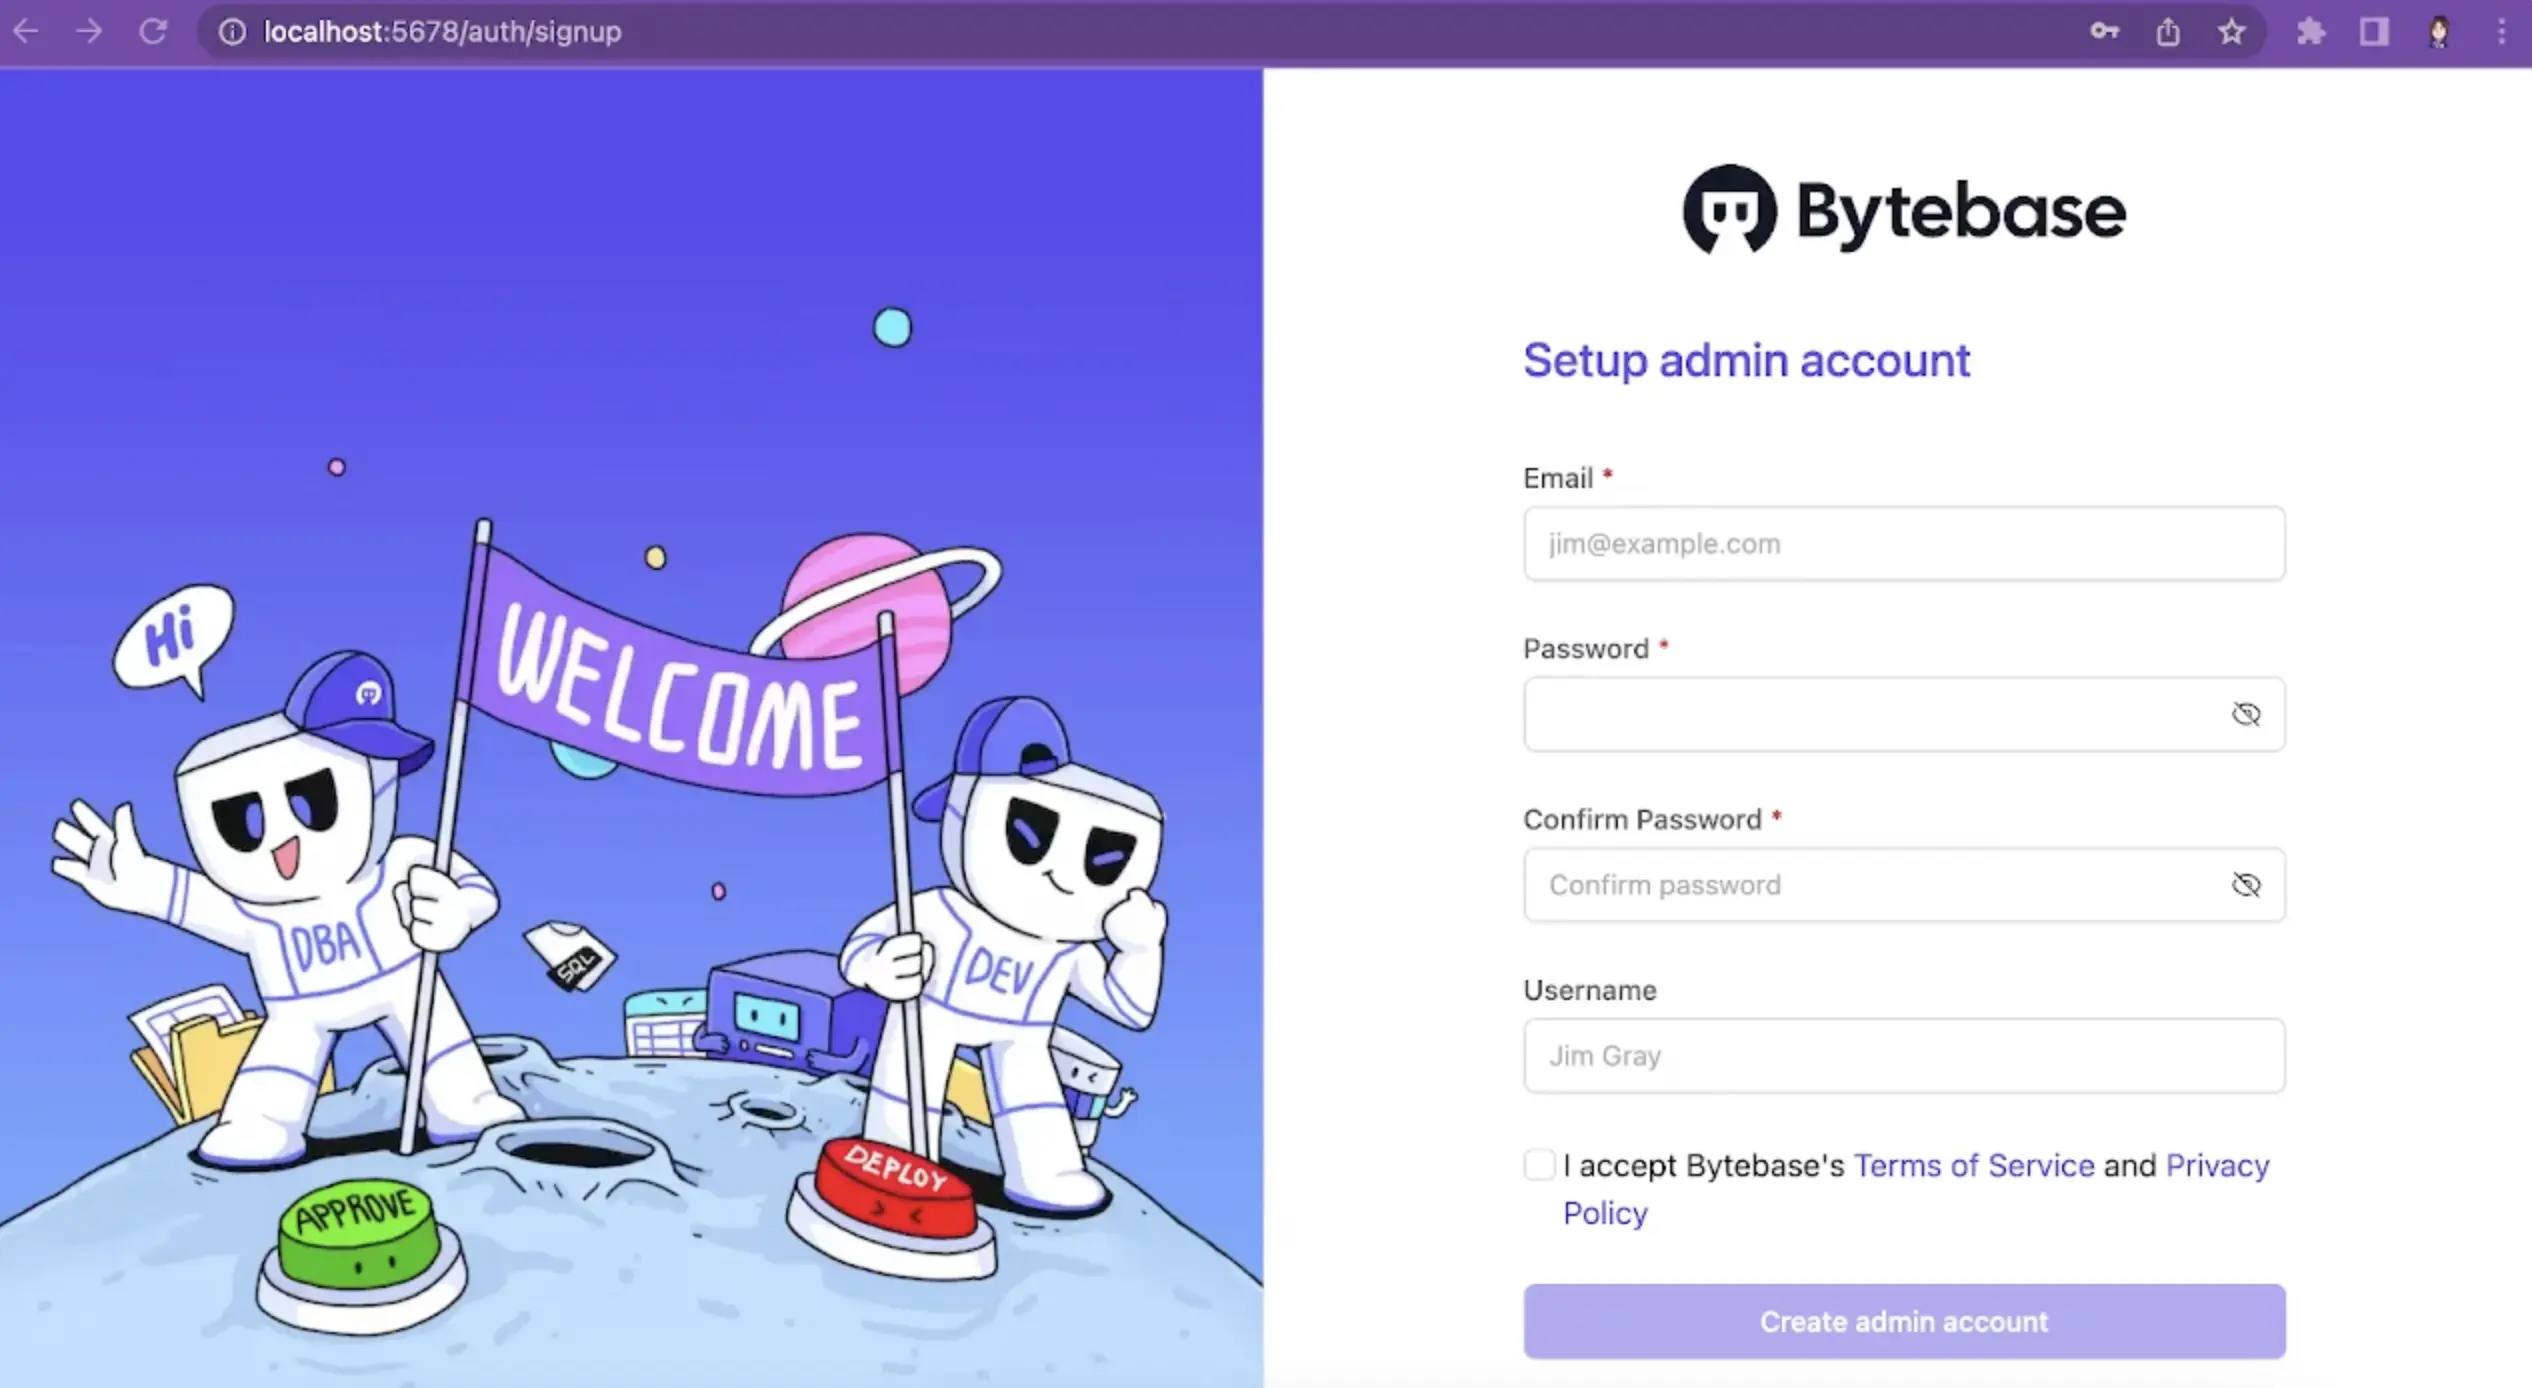 localhost:5678/auth/signup
Hi
WELCOME
DBA
SQL
DEV
DEPLOY
APPROVE
Bytebase
Setup admin account
Email *
jim@example.com
Password *
Confirm Password *
Confirm password
Username
Jim Gray
I accept Bytebase's Terms of Service and Privacy
Policy
Create admin account